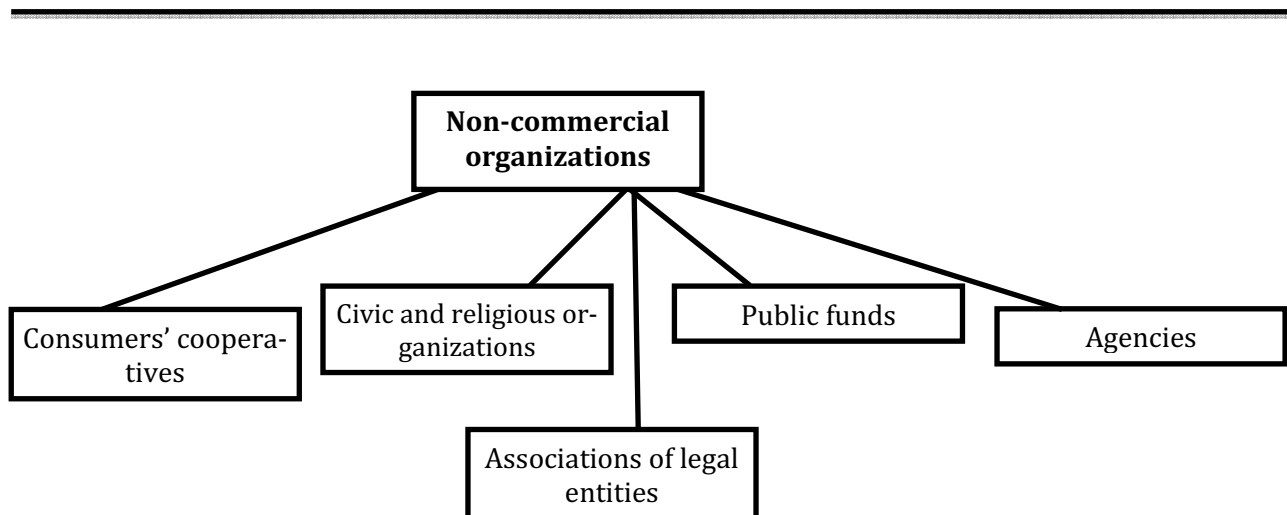 Non-commercial
organizations
Consumers’ coopera-
tives
Civic and religious or-
ganizations
Public funds
Agencies
Associations of legal
entities